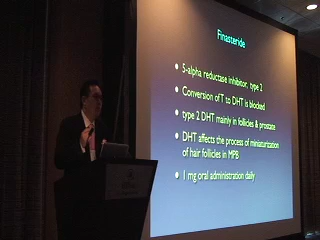 Finasteride
• 5-alpha reductase inhibitor, type 2
• Conversion of T to DHT is blocked
• type 2 DHT mainly in follicles & prostate
• DHT affects the process of miniaturization
of hair follicles in MPB
• 1 mg oral administration daily